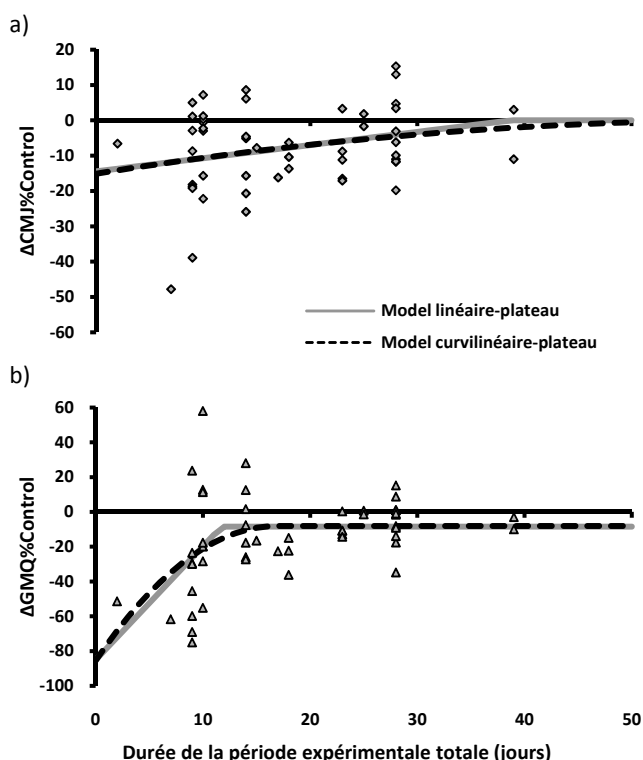 a)
20
10
0
-10
-20
-30
-40
-50
-60
ΔCMJ%Control
Model linéaire-plateau
Model curvilinéaire-plateau
b)
60
40
20
0
-20
-40
-60
-80
-100
ΔGMQ%Control
0 10 20 30 40 50
Durée de la période expérimentale totale (jours)